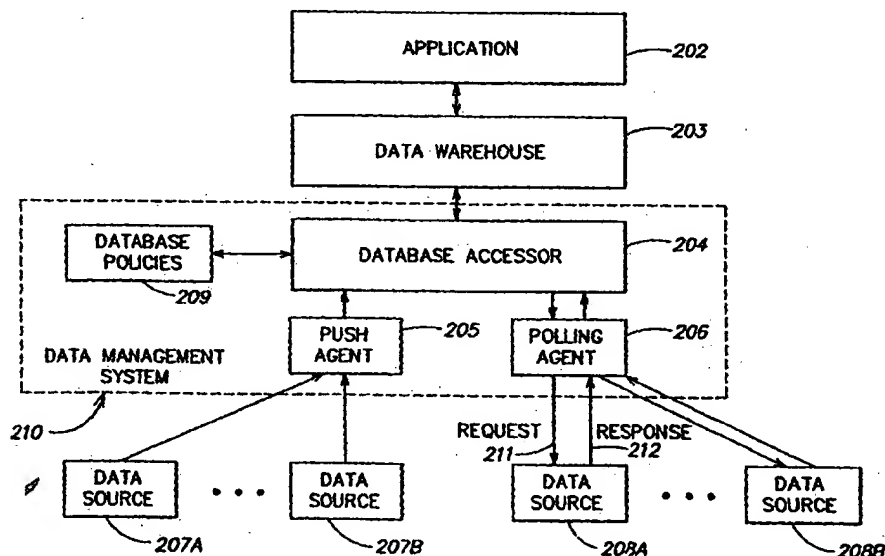 APPLICATION
202
203
DATA WAREHOUSE
DATABASE
POLICIES
209
DATABASE ACCESSOR
204
PUSH
AGENT
205
POLLING
AGENT
206
DATA MANAGEMENT
SYSTEM
210
REQUEST
211
RESPONSE
212
DATA
SOURCE
207A
DATA
SOURCE
207B
DATA
SOURCE
208A
DATA
SOURCE
208B